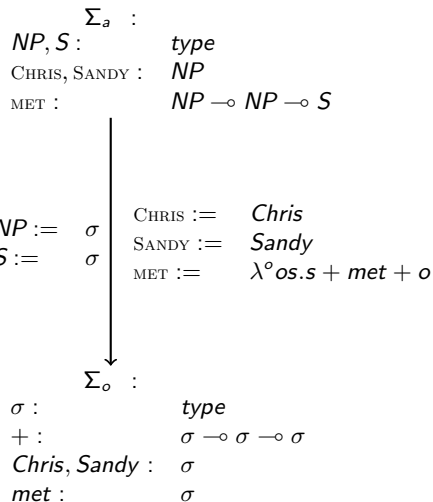 Σₐ :
NP, S : type
CHRIS, SANDY : NP
MET : NP ⊸ NP ⊸ S
NP := σ
S := σ
CHRIS := Chris
SANDY := Sandy
MET := λᵒos.s + met + o
Σₒ :
σ : type
+ : σ ⊸ σ ⊸ σ
Chris, Sandy : σ
met : σ